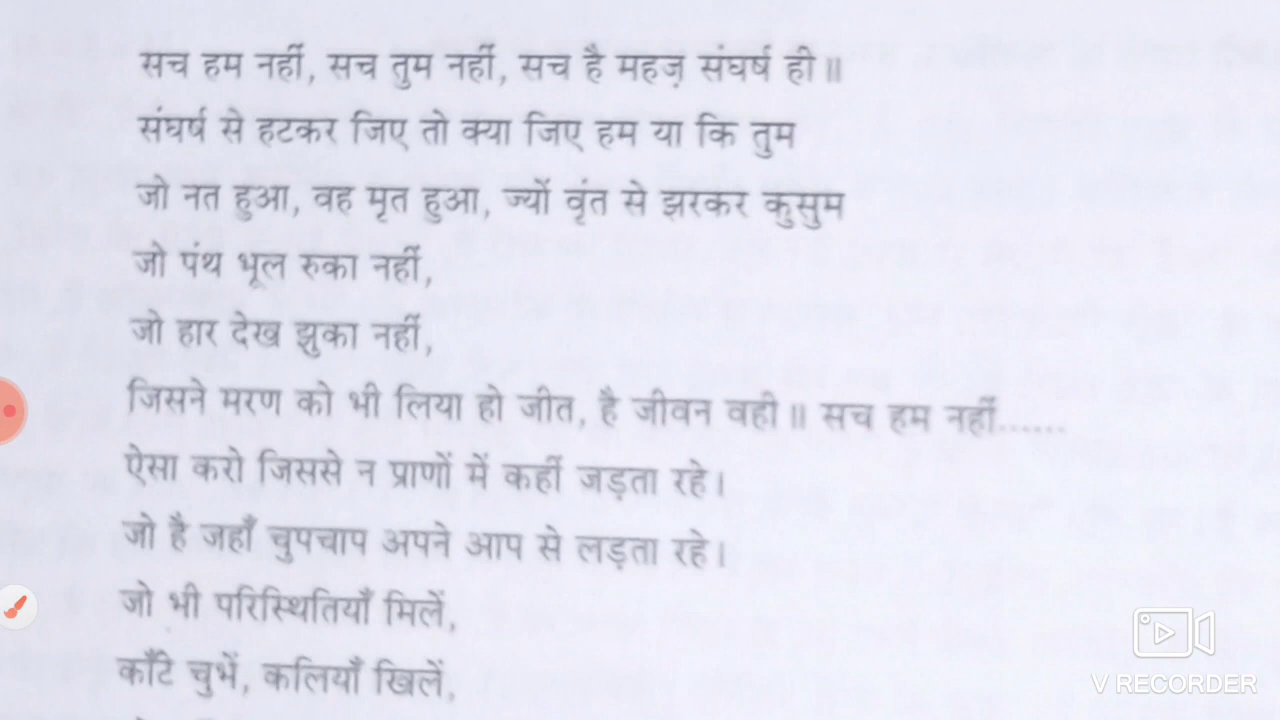 सच हम नहीं, सच तुम नहीं, सच है महज़ संघर्ष ही॥
संघर्ष से हटकर जिए तो क्या जिए हम या कि तुम
जो नत हुआ, वह मृत हुआ, ज्यों वृंत से झरकर कुसुम
जो पंथ भूल रुका नहीं,
जो हार देख झुका नहीं,
जिसने मरण को भी लिया हो जीत, है जीवन वही॥ सच हम नहीं......
ऐसा करो जिससे न प्राणों में कहीं जड़ता रहे।
जो है जहाँ चुपचाप अपने आप से लड़ता रहे।
जो भी परिस्थितियाँ मिलें,
काँटे चुभें, कलियाँ खिलें,
V RECORDER